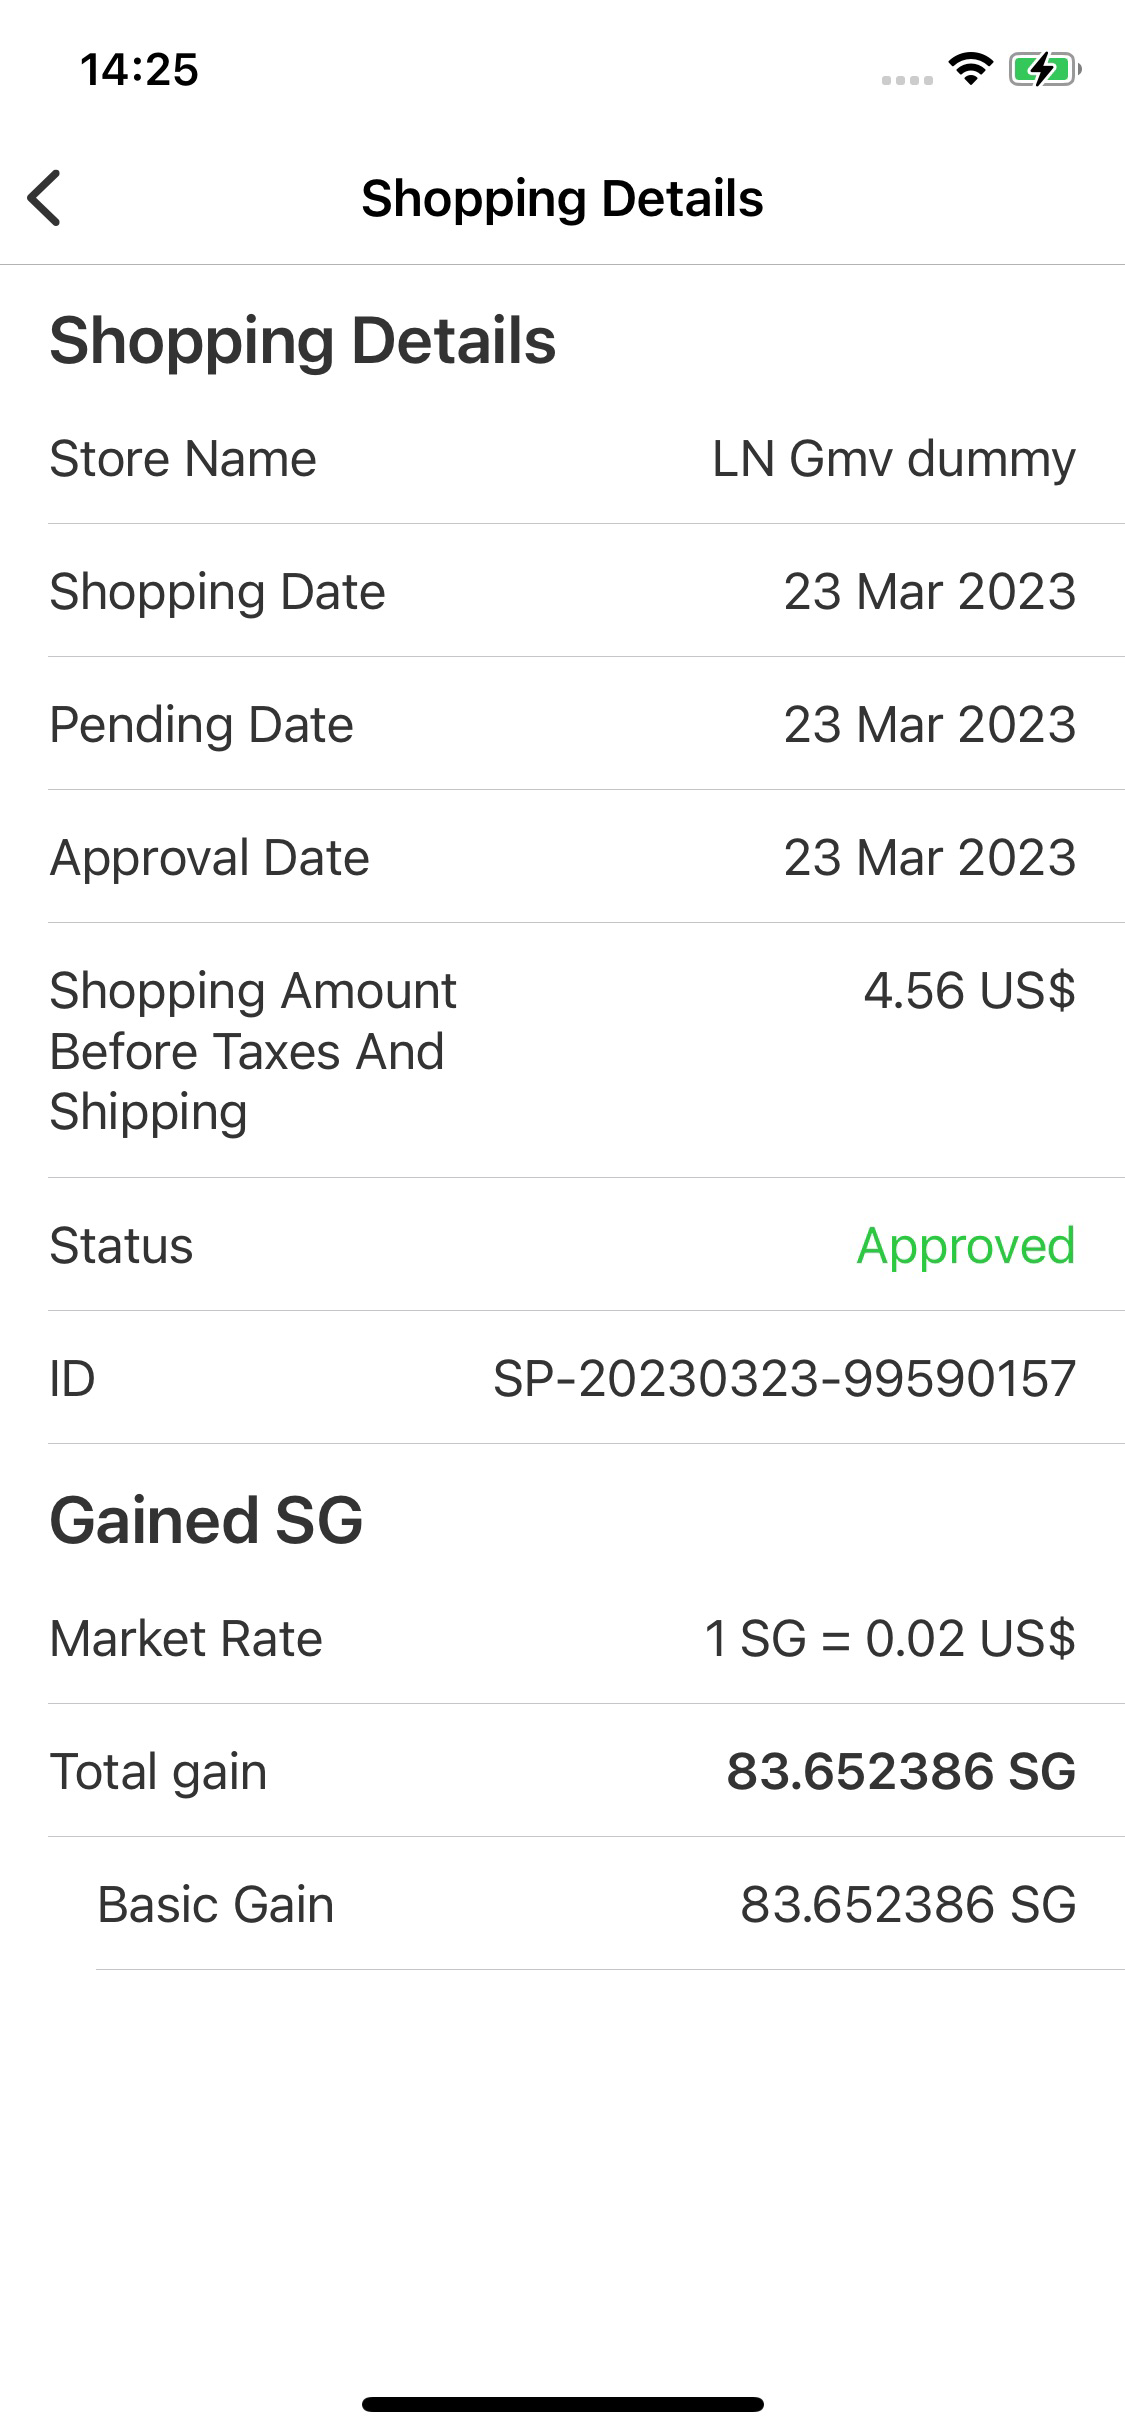 14:25
Shopping Details
Shopping Details
Store Name LN Gmv dummy
Shopping Date 23 Mar 2023
Pending Date 23 Mar 2023
Approval Date 23 Mar 2023
Shopping Amount 4.56 US$
Before Taxes And
Shipping
Status Approved
ID SP-20230323-99590157
Gained SG
Market Rate 1 SG = 0.02 US$
Total gain 83.652386 SG
Basic Gain 83.652386 SG